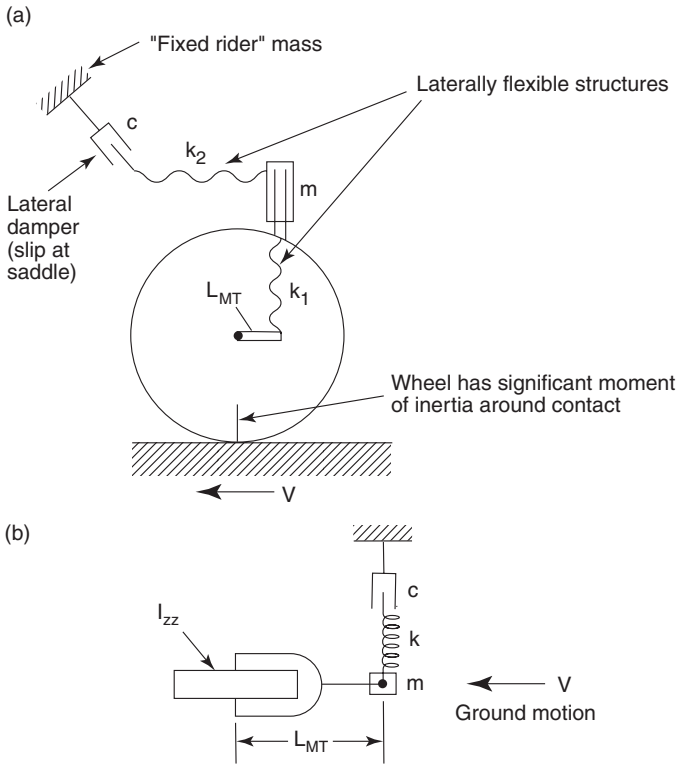 (a)
"Fixed rider" mass
Laterally flexible structures
c
k2
m
Lateral
damper
(slip at
saddle)
LMT
k1
Wheel has significant moment
of inertia around contact
V
(b)
c
Izz
k
m
V
Ground motion
LMT